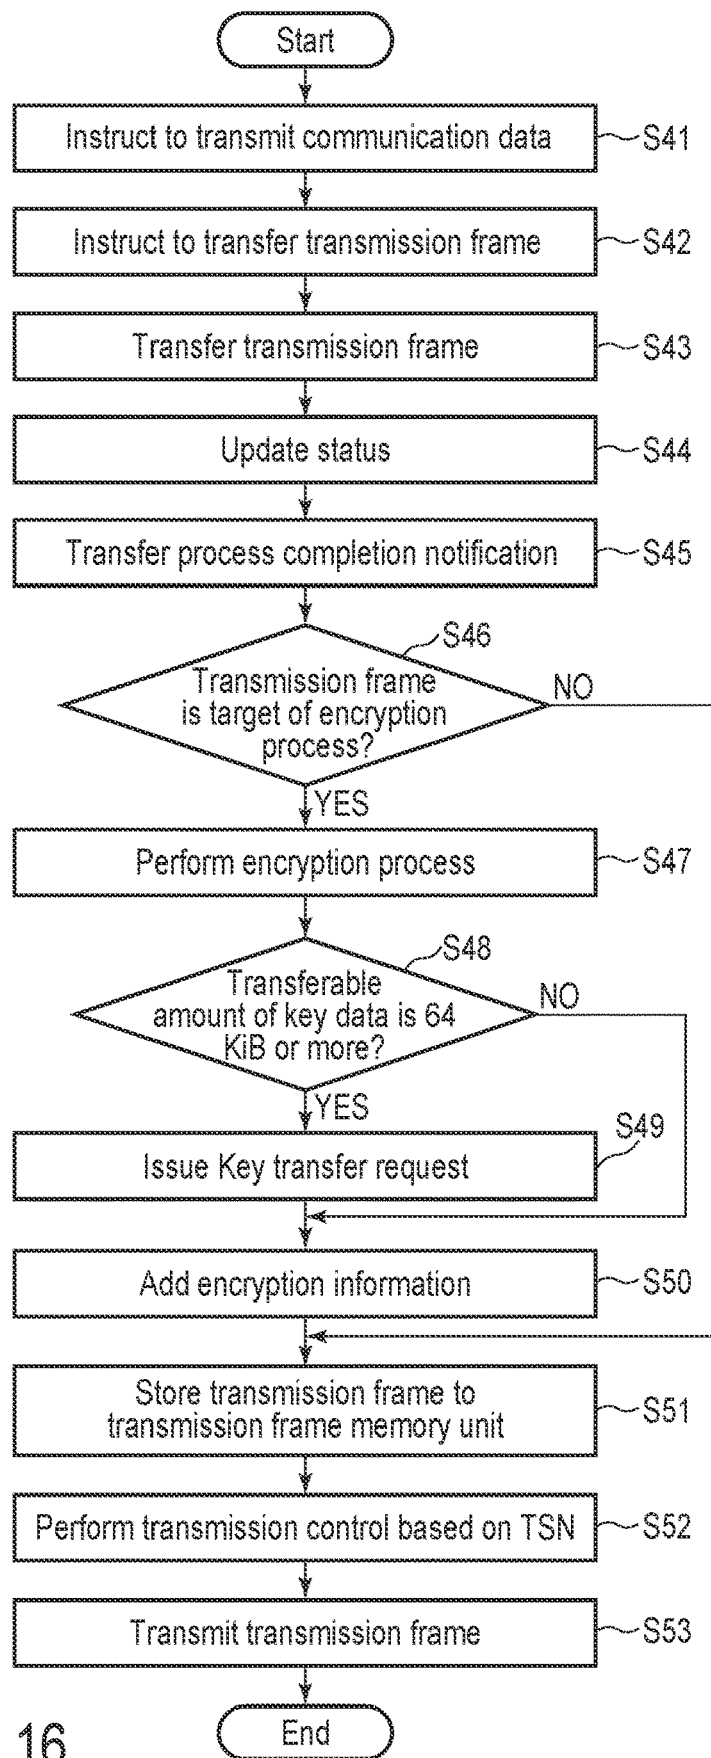 Start
Instruct to transmit communication data
S41
Instruct to transfer transmission frame
S42
Transfer transmission frame
S43
Update status
S44
Transfer process completion notification
S45
S46
Transmission frame
is target of encryption
process?
NO
YES
Perform encryption process
S47
S48
Transferable
amount of key data is 64
KiB or more?
NO
YES
S49
Issue Key transfer request
Add encryption information
S50
Store transmission frame to
transmission frame memory unit
S51
Perform transmission control based on TSN
S52
Transmit transmission frame
S53
End
16